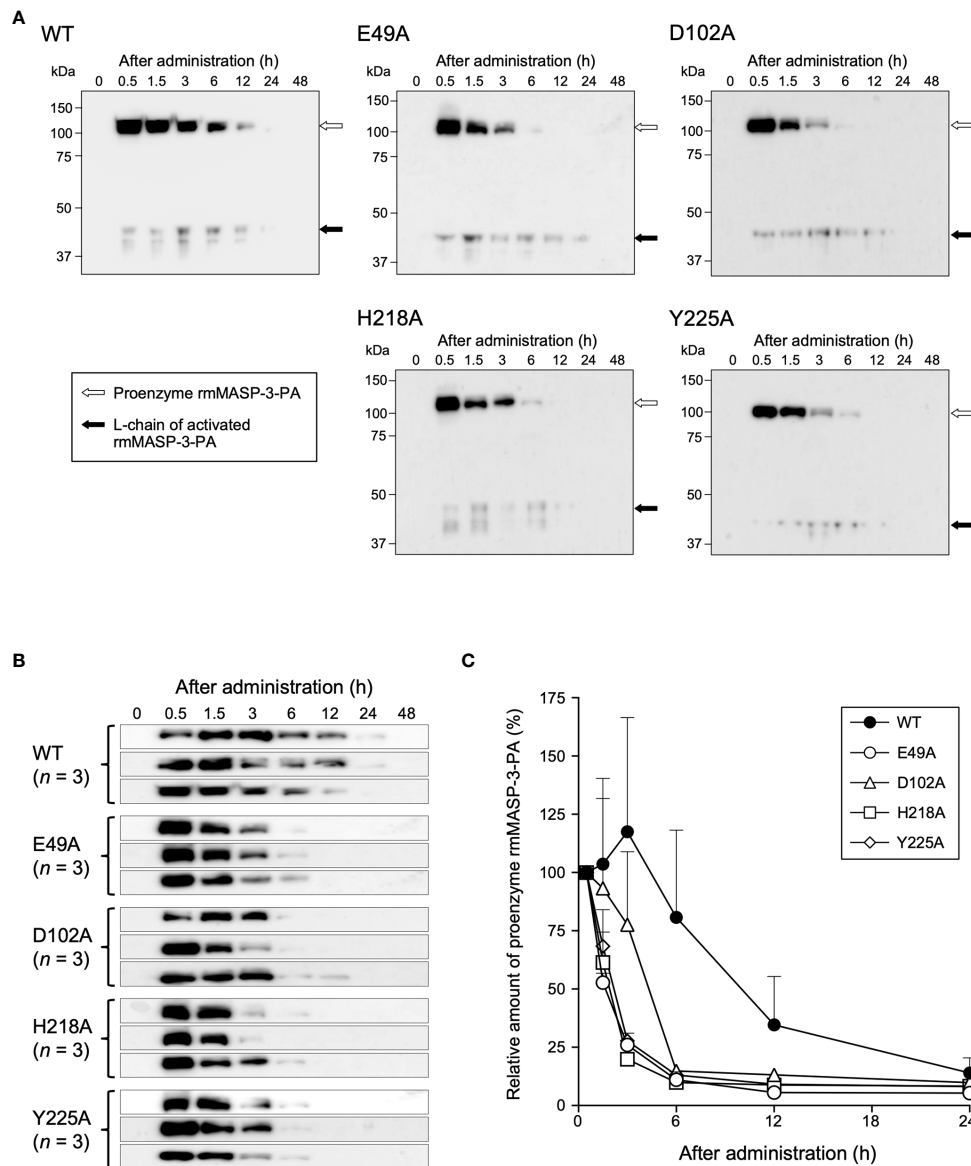 A
WT
After administration (h)
kDa
0 0.5 1.5 3 6 12 24 48
150
100
75
50
37
E49A
After administration (h)
kDa
0 0.5 1.5 3 6 12 24 48
150
100
75
50
37
D102A
After administration (h)
kDa
0 0.5 1.5 3 6 12 24 48
150
100
75
50
37
H218A
After administration (h)
kDa
0 0.5 1.5 3 6 12 24 48
150
100
75
50
37
Y225A
After administration (h)
kDa
0 0.5 1.5 3 6 12 24 48
150
100
75
50
37
Proenzyme rmMASP-3-PA
L-chain of activated
rmMASP-3-PA
B
After administration (h)
0 0.5 1.5 3 6 12 24 48
WT
(n = 3)
E49A
(n = 3)
D102A
(n = 3)
H218A
(n = 3)
Y225A
(n = 3)
C
Relative amount of proenzyme rmMASP-3-PA (%)
175
150
125
100
75
50
25
0
0 6 12 18 24
After administration (h)
WT
E49A
D102A
H218A
Y225A